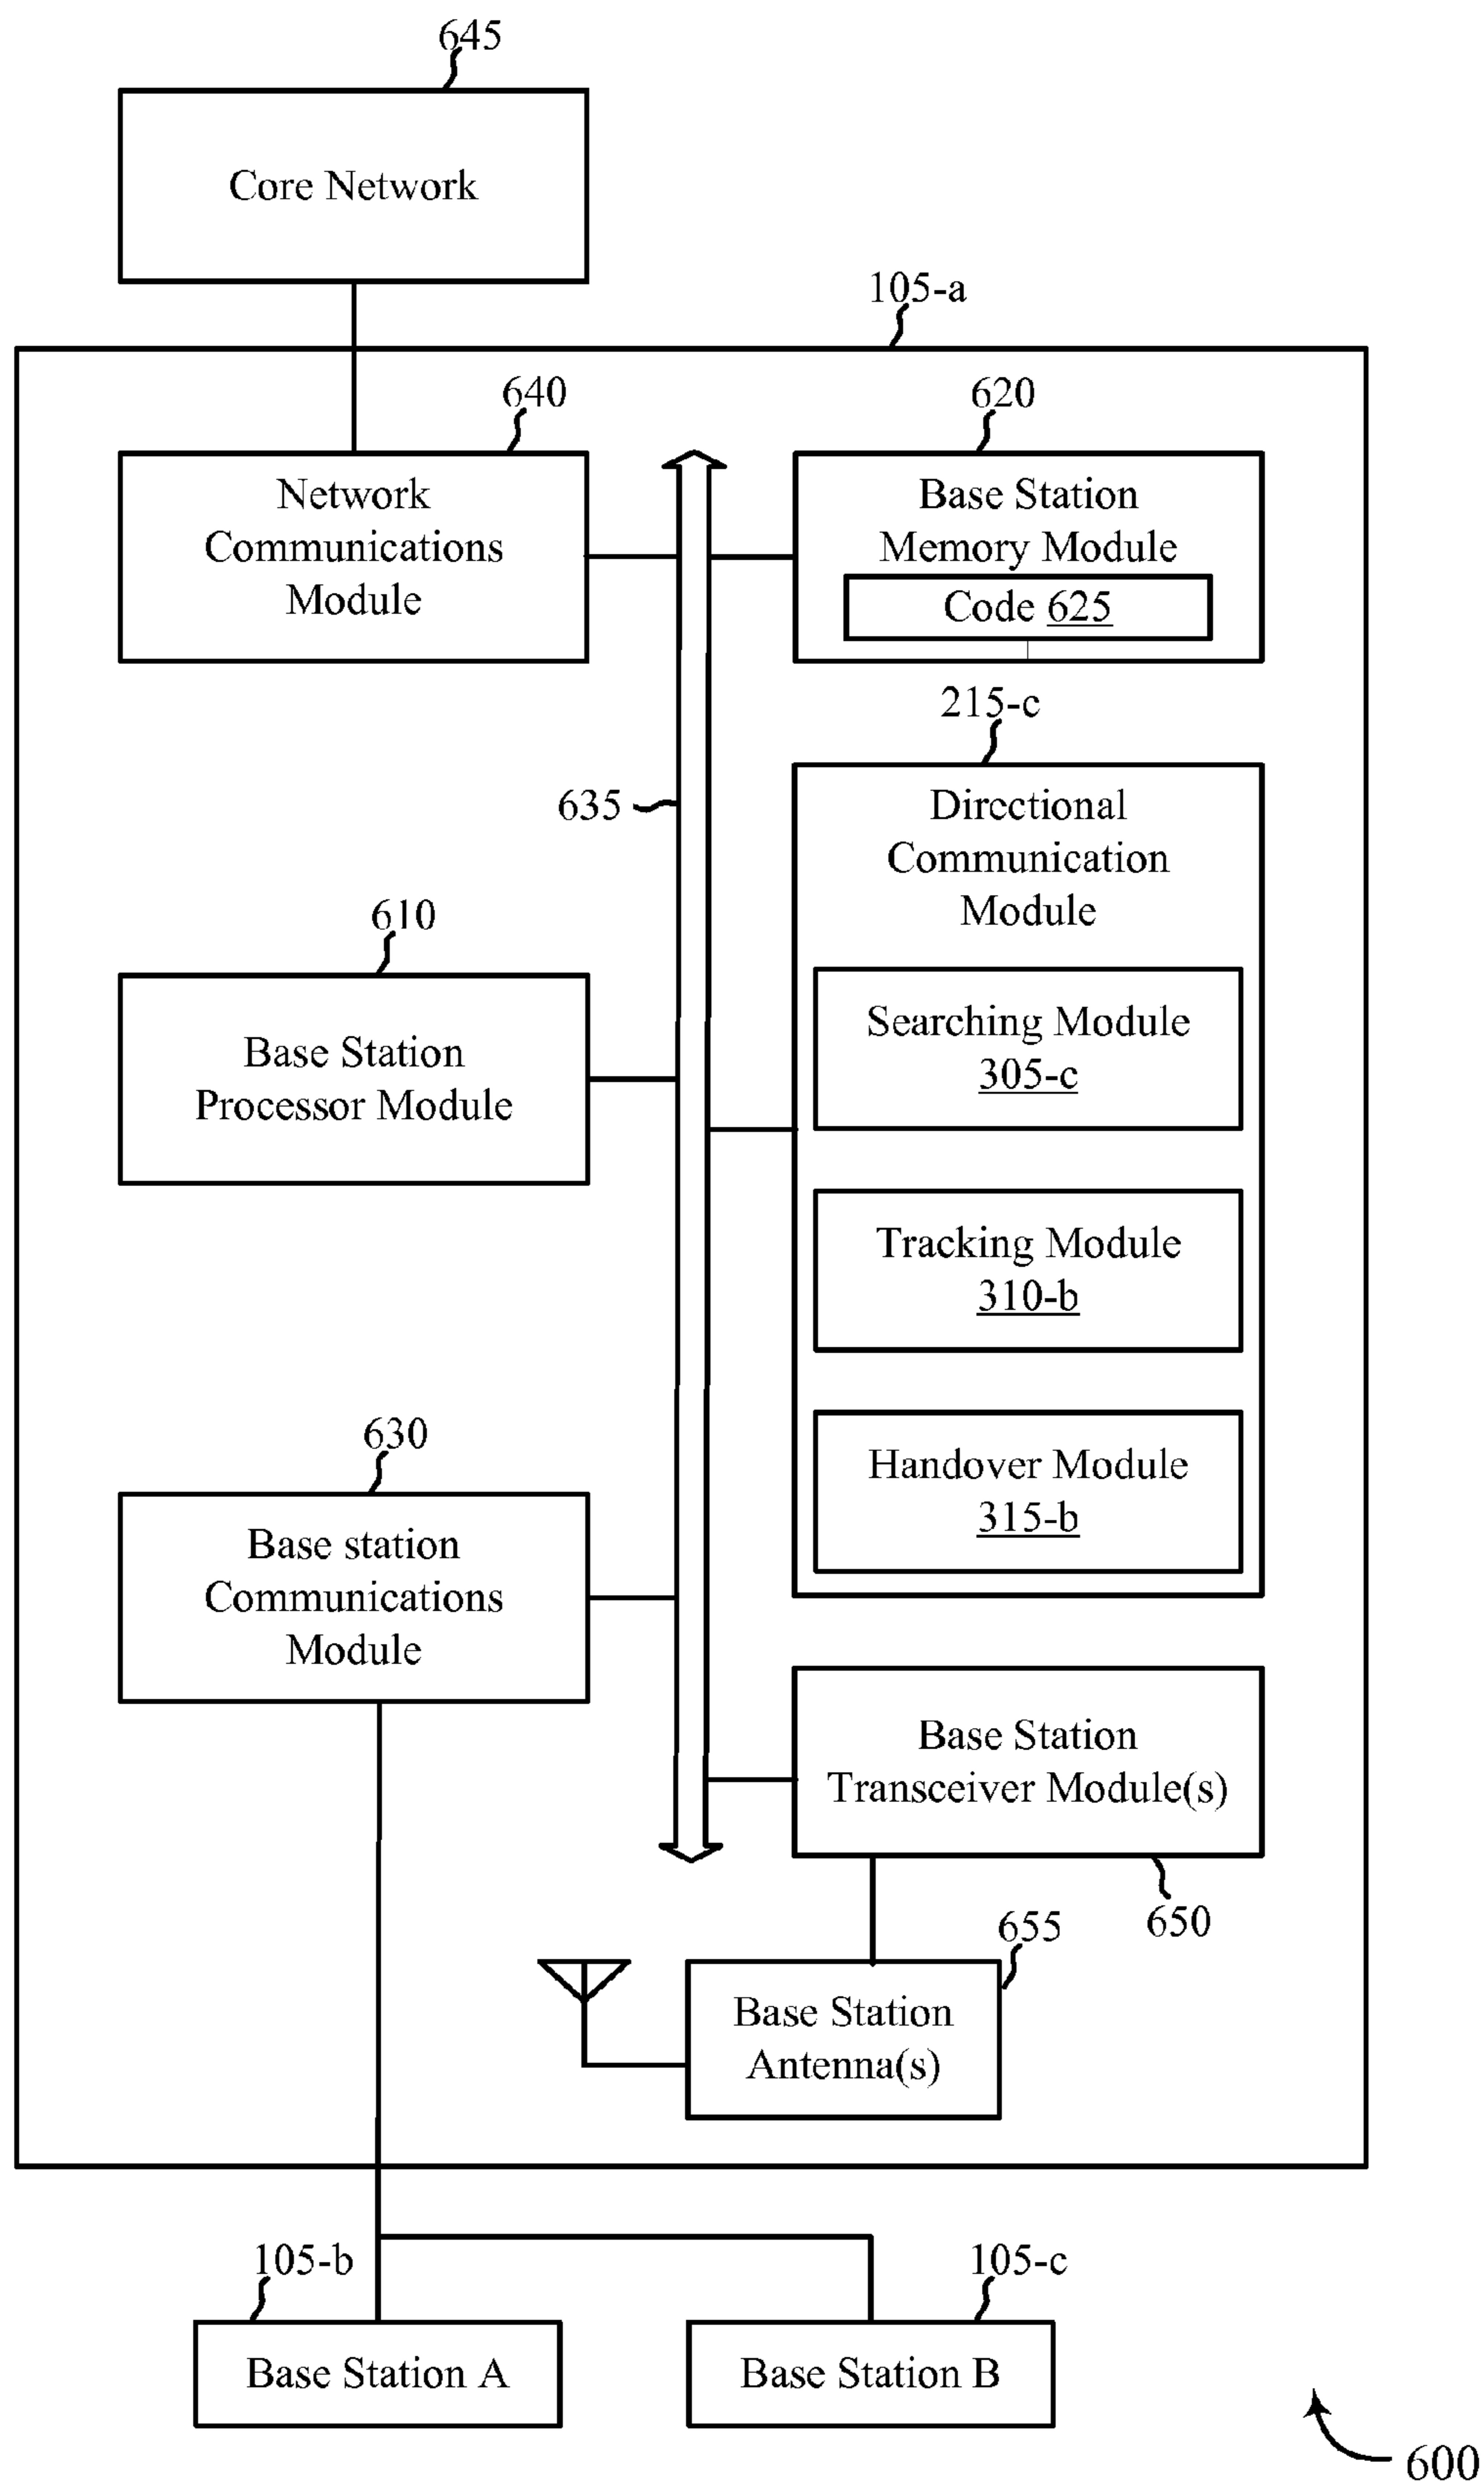 645
Core Network
105-a
640
620
Network
Communications
Module
Base Station
Memory Module
Code 625
215-c
635
Directional
Communication
Module
610
Searching Module
305-c
Base Station
Processor Module
Tracking Module
310-b
630
Handover Module
315-b
Base station
Communications
Module
Base Station
Transceiver Module(s)
650
655
Base Station
Antenna(s)
105-b
105-c
Base Station A
Base Station B
600